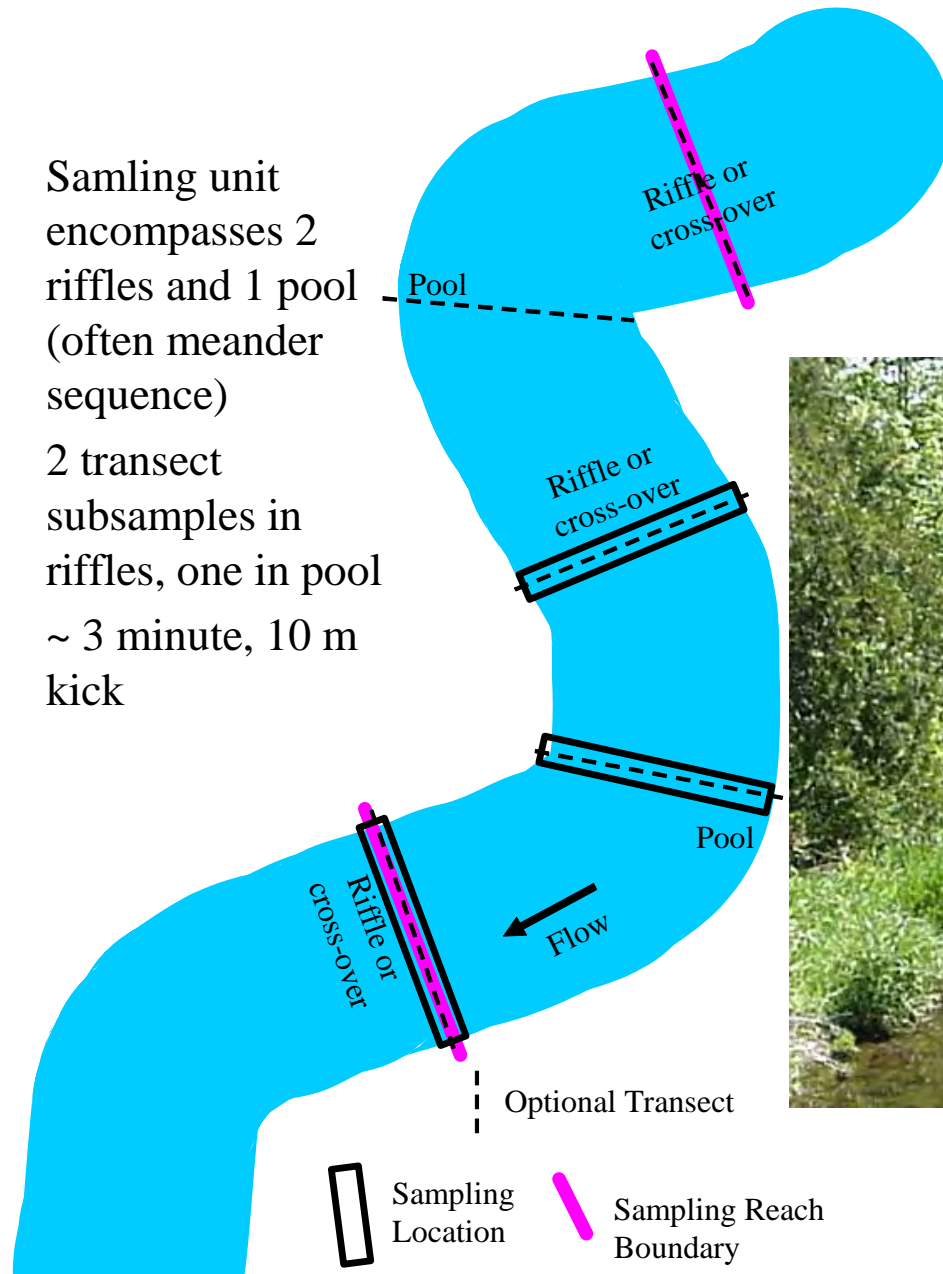 Samling unit
encompasses 2
riffles and 1 pool
(often meander
sequence)
2 transect
subsamples in
riffles, one in pool
~ 3 minute, 10 m
kick
Riffle or
cross-over
Pool
Riffle or
cross-over
Pool
Riffle or
cross-over
Flow
Optional Transect
Sampling
Location
Sampling Reach
Boundary